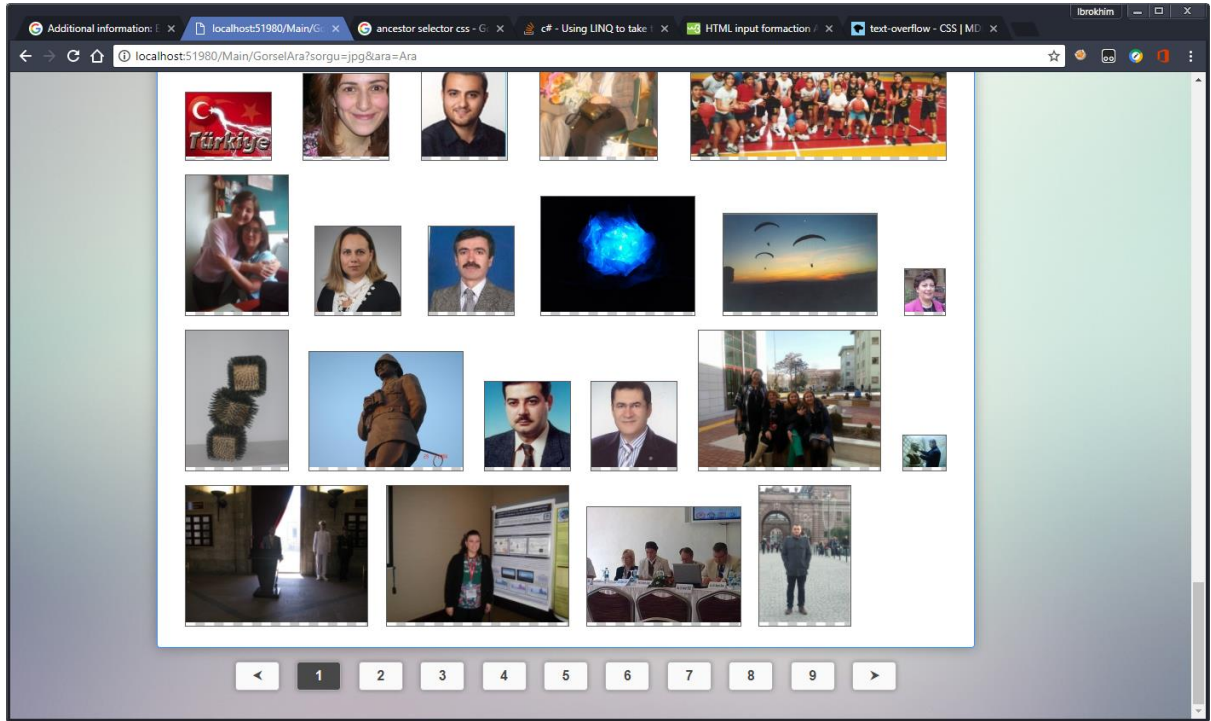 Ibrokhim
Additional information: E
localhost:51980/Main/Go
ancestor selector css - Go
c# - Using LINQ to take t
HTML input formaction A
text-overflow - CSS | MD
localhost:51980/Main/GorselAra?sorgu=jpg&ara=Ara
Türkiye
1 2 3 4 5 6 7 8 9